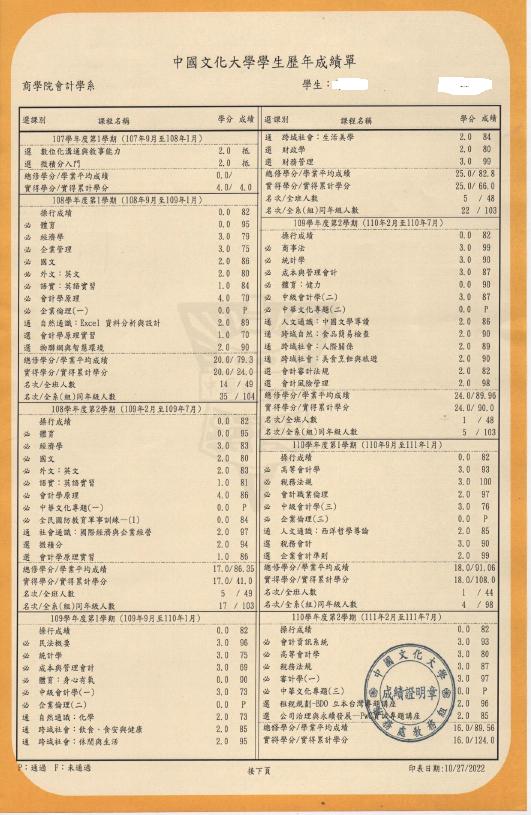 中國文化大學學生歷年成績單
商學院會計學系
學生：
選課別 課程名稱 學分 成績
107學年度第1學期 (107年9月至108年1月)
選 數位化溝通與敘事能力 2.0 抵
選 微積分入門 2.0 抵
總修學分/學業平均成績 0.0/
實得學分/實得累計學分 4.0/ 4.0
108學年度第1學期 (108年9月至109年1月)
操行成績 0.0 82
必 體育 0.0 95
必 經濟學 3.0 79
必 企業管理 3.0 75
必 國文 2.0 86
必 外文：英文 2.0 80
必 語實：英語實習 1.0 84
必 會計學原理 4.0 70
必 企業倫理(一) 0.0 P
通 自然通識：Excel 資料分析與設計 2.0 89
選 會計學原理實習 1.0 70
選 物聯網與智慧環境 2.0 90
總修學分/學業平均成績 20.0/ 79.3
實得學分/實得累計學分 20.0/ 24.0
名次/全班人數 14 / 49
名次/全系(組)同年級人數 35 / 104
108學年度第2學期 (109年2月至109年7月)
操行成績 0.0 82
必 體育 0.0 95
必 經濟學 3.0 83
必 國文 2.0 80
必 外文：英文 2.0 83
必 語實：英語實習 1.0 81
必 會計學原理 4.0 86
必 中華文化專題(一) 0.0 P
必 全民國防教育軍事訓練--(1) 0.0 84
通 社會通識：國際經濟與企業經營 2.0 97
選 微積分 2.0 94
選 會計學原理實習 1.0 86
總修學分/學業平均成績 17.0/ 86.35
實得學分/實得累計學分 17.0/ 41.0
名次/全班人數 5 / 49
名次/全系(組)同年級人數 17 / 103
109學年度第1學期 (109年9月至110年1月)
操行成績 0.0 82
必 民法概要 3.0 96
必 統計學 3.0 75
必 成本與管理會計 3.0 69
必 體育：身心有氧 0.0 90
必 中級會計學(一) 3.0 73
必 企業倫理(二) 0.0 P
通 自然通識：化學 2.0 73
通 跨域社會：飲食、食安與健康 2.0 85
通 跨域社會：休閒與生活 2.0 95
選課別 課程名稱 學分 成績
通 跨域社會：生活美學 2.0 84
選 財政學 2.0 80
選 財務管理 3.0 99
總修學分/學業平均成績 25.0/ 82.8
實得學分/實得累計學分 25.0/ 66.0
名次/全班人數 5 / 48
名次/全系(組)同年級人數 22 / 103
109學年度第2學期 (110年2月至110年7月)
操行成績 0.0 82
必 商事法 3.0 99
必 統計學 3.0 90
必 成本與管理會計 3.0 87
必 體育：健力 0.0 90
必 中級會計學(二) 3.0 87
必 中華文化專題(二) 0.0 P
通 人文通識：中國文學導讀 2.0 86
通 跨域自然：食品簡易檢查 2.0 90
通 跨域社會：人際關係 2.0 89
通 跨域社會：美食烹飪與旅遊 2.0 90
選 會計審計法規 2.0 82
選 會計風險管理 2.0 98
總修學分/學業平均成績 24.0/ 89.96
實得學分/實得累計學分 24.0/ 90.0
名次/全班人數 1 / 48
名次/全系(組)同年級人數 5 / 103
110學年度第1學期 (110年9月至111年1月)
操行成績 0.0 82
必 高等會計學 3.0 93
必 稅務法規 3.0 100
必 會計職業倫理 2.0 97
必 中級會計學(三) 3.0 76
必 企業倫理(三) 0.0 P
通 人文通識：西洋哲學導論 2.0 85
選 稅務會計 3.0 90
選 企業會計準則 2.0 99
總修學分/學業平均成績 18.0/ 91.06
實得學分/實得累計學分 18.0/ 108.0
名次/全班人數 1 / 44
名次/全系(組)同年級人數 4 / 98
110學年度第2學期 (111年2月至111年7月)
操行成績 0.0 82
必 會計資訊系統 3.0 93
必 高等會計學 3.0 80
必 稅務法規 3.0 87
必 審計學(一) 3.0 97
必 中華文化專題(三) 0.0 P
選 租稅規劃-BDO 立本台灣專題講座 2.0 96
選 公司治理與永續發展-PwC資誠專題講座 2.0 85
總修學分/學業平均成績 16.0/ 89.56
實得學分/實得累計學分 16.0/ 124.0
中國文化大學
成績證明章
教務處教務組
P：通過 F：未通過
接下頁
印表日期:10/27/2022